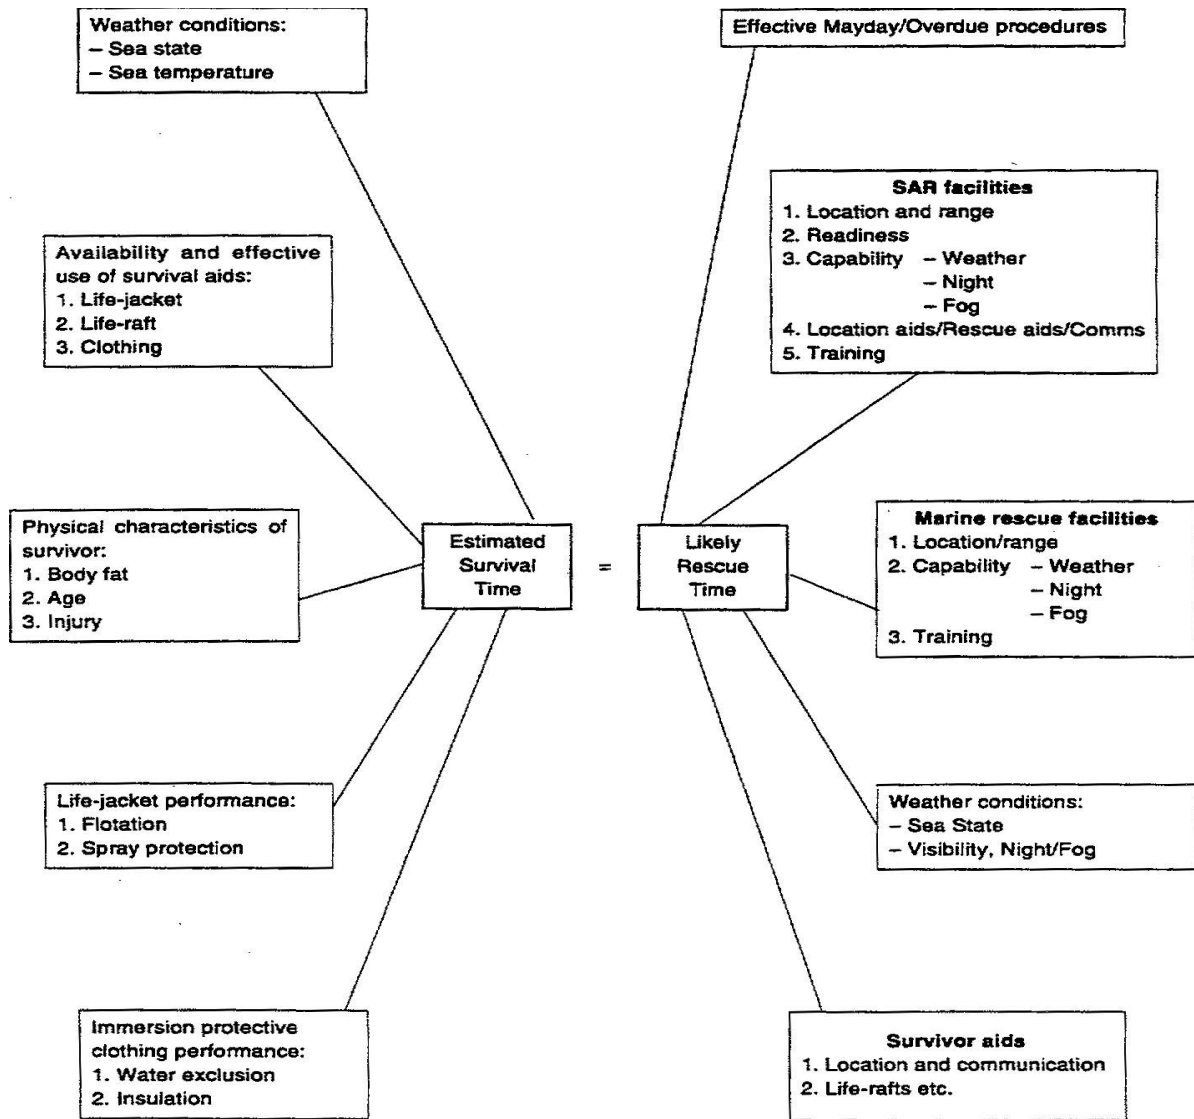 Weather conditions:
– Sea state
– Sea temperature
Effective Mayday/Overdue procedures
SAR facilities
1. Location and range
2. Readiness
3. Capability – Weather
– Night
– Fog
4. Location aids/Rescue aids/Comms
5. Training
Availability and effective
use of survival aids:
1. Life-jacket
2. Life-raft
3. Clothing
Physical characteristics of
survivor:
1. Body fat
2. Age
3. Injury
Estimated
Survival
Time
=
Likely
Rescue
Time
Marine rescue facilities
1. Location/range
2. Capability – Weather
– Night
– Fog
3. Training
Life-jacket performance:
1. Flotation
2. Spray protection
Weather conditions:
– Sea State
– Visibility, Night/Fog
Immersion protective
clothing performance:
1. Water exclusion
2. Insulation
Survivor aids
1. Location and communication
2. Life-rafts etc.